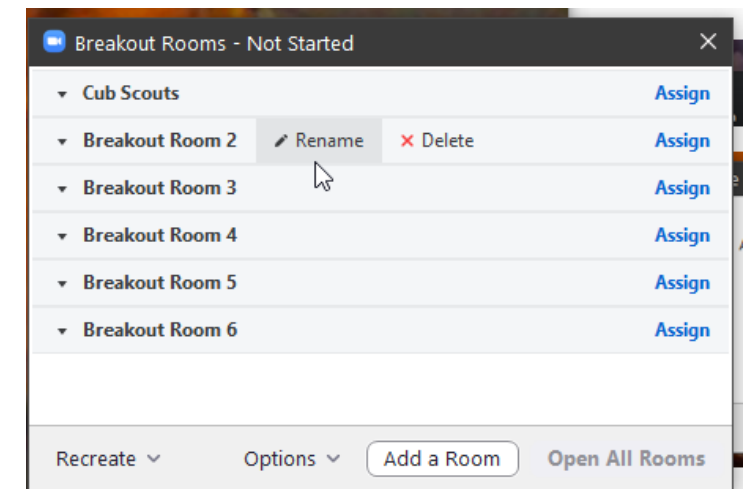 Breakout Rooms - Not Started
Cub Scouts Assign
Breakout Room 2 Rename Delete Assign
Breakout Room 3 Assign
Breakout Room 4 Assign
Breakout Room 5 Assign
Breakout Room 6 Assign
Recreate Options Add a Room Open All Rooms